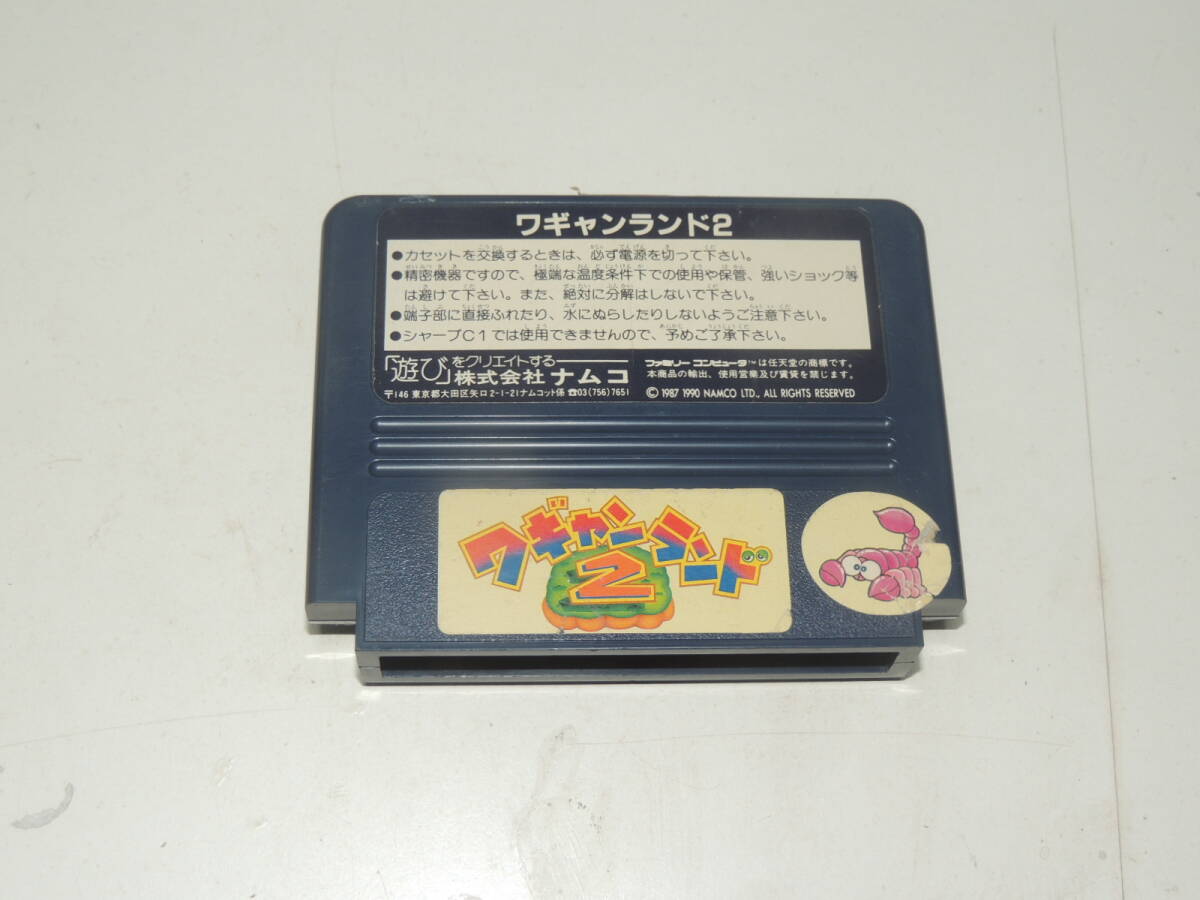 ワギャンランド2
●カセットを交換するときは、必ず電源を切って下さい。
●精密機器ですので、極端な温度条件下での使用や保管、強いショック等
は避けて下さい。また、絶対に分解はしないで下さい。
●端子部に直接ふれたり、水にぬらしたりしないようご注意下さい。
●シャープC1では使用できませんので、予めご了承下さい。
「遊び」をクリエイトする
株式会社 ナムコ
〒146 東京都大田区矢口2-1-21ナムコット係 ☎03(756)7651
ファミリーコンピュータ™は任天堂の商標です。
本商品の輸出、使用営業及び賃貸を禁じます。
© 1987 1990 NAMCO LTD., ALL RIGHTS RESERVED
ワギャンランド
2